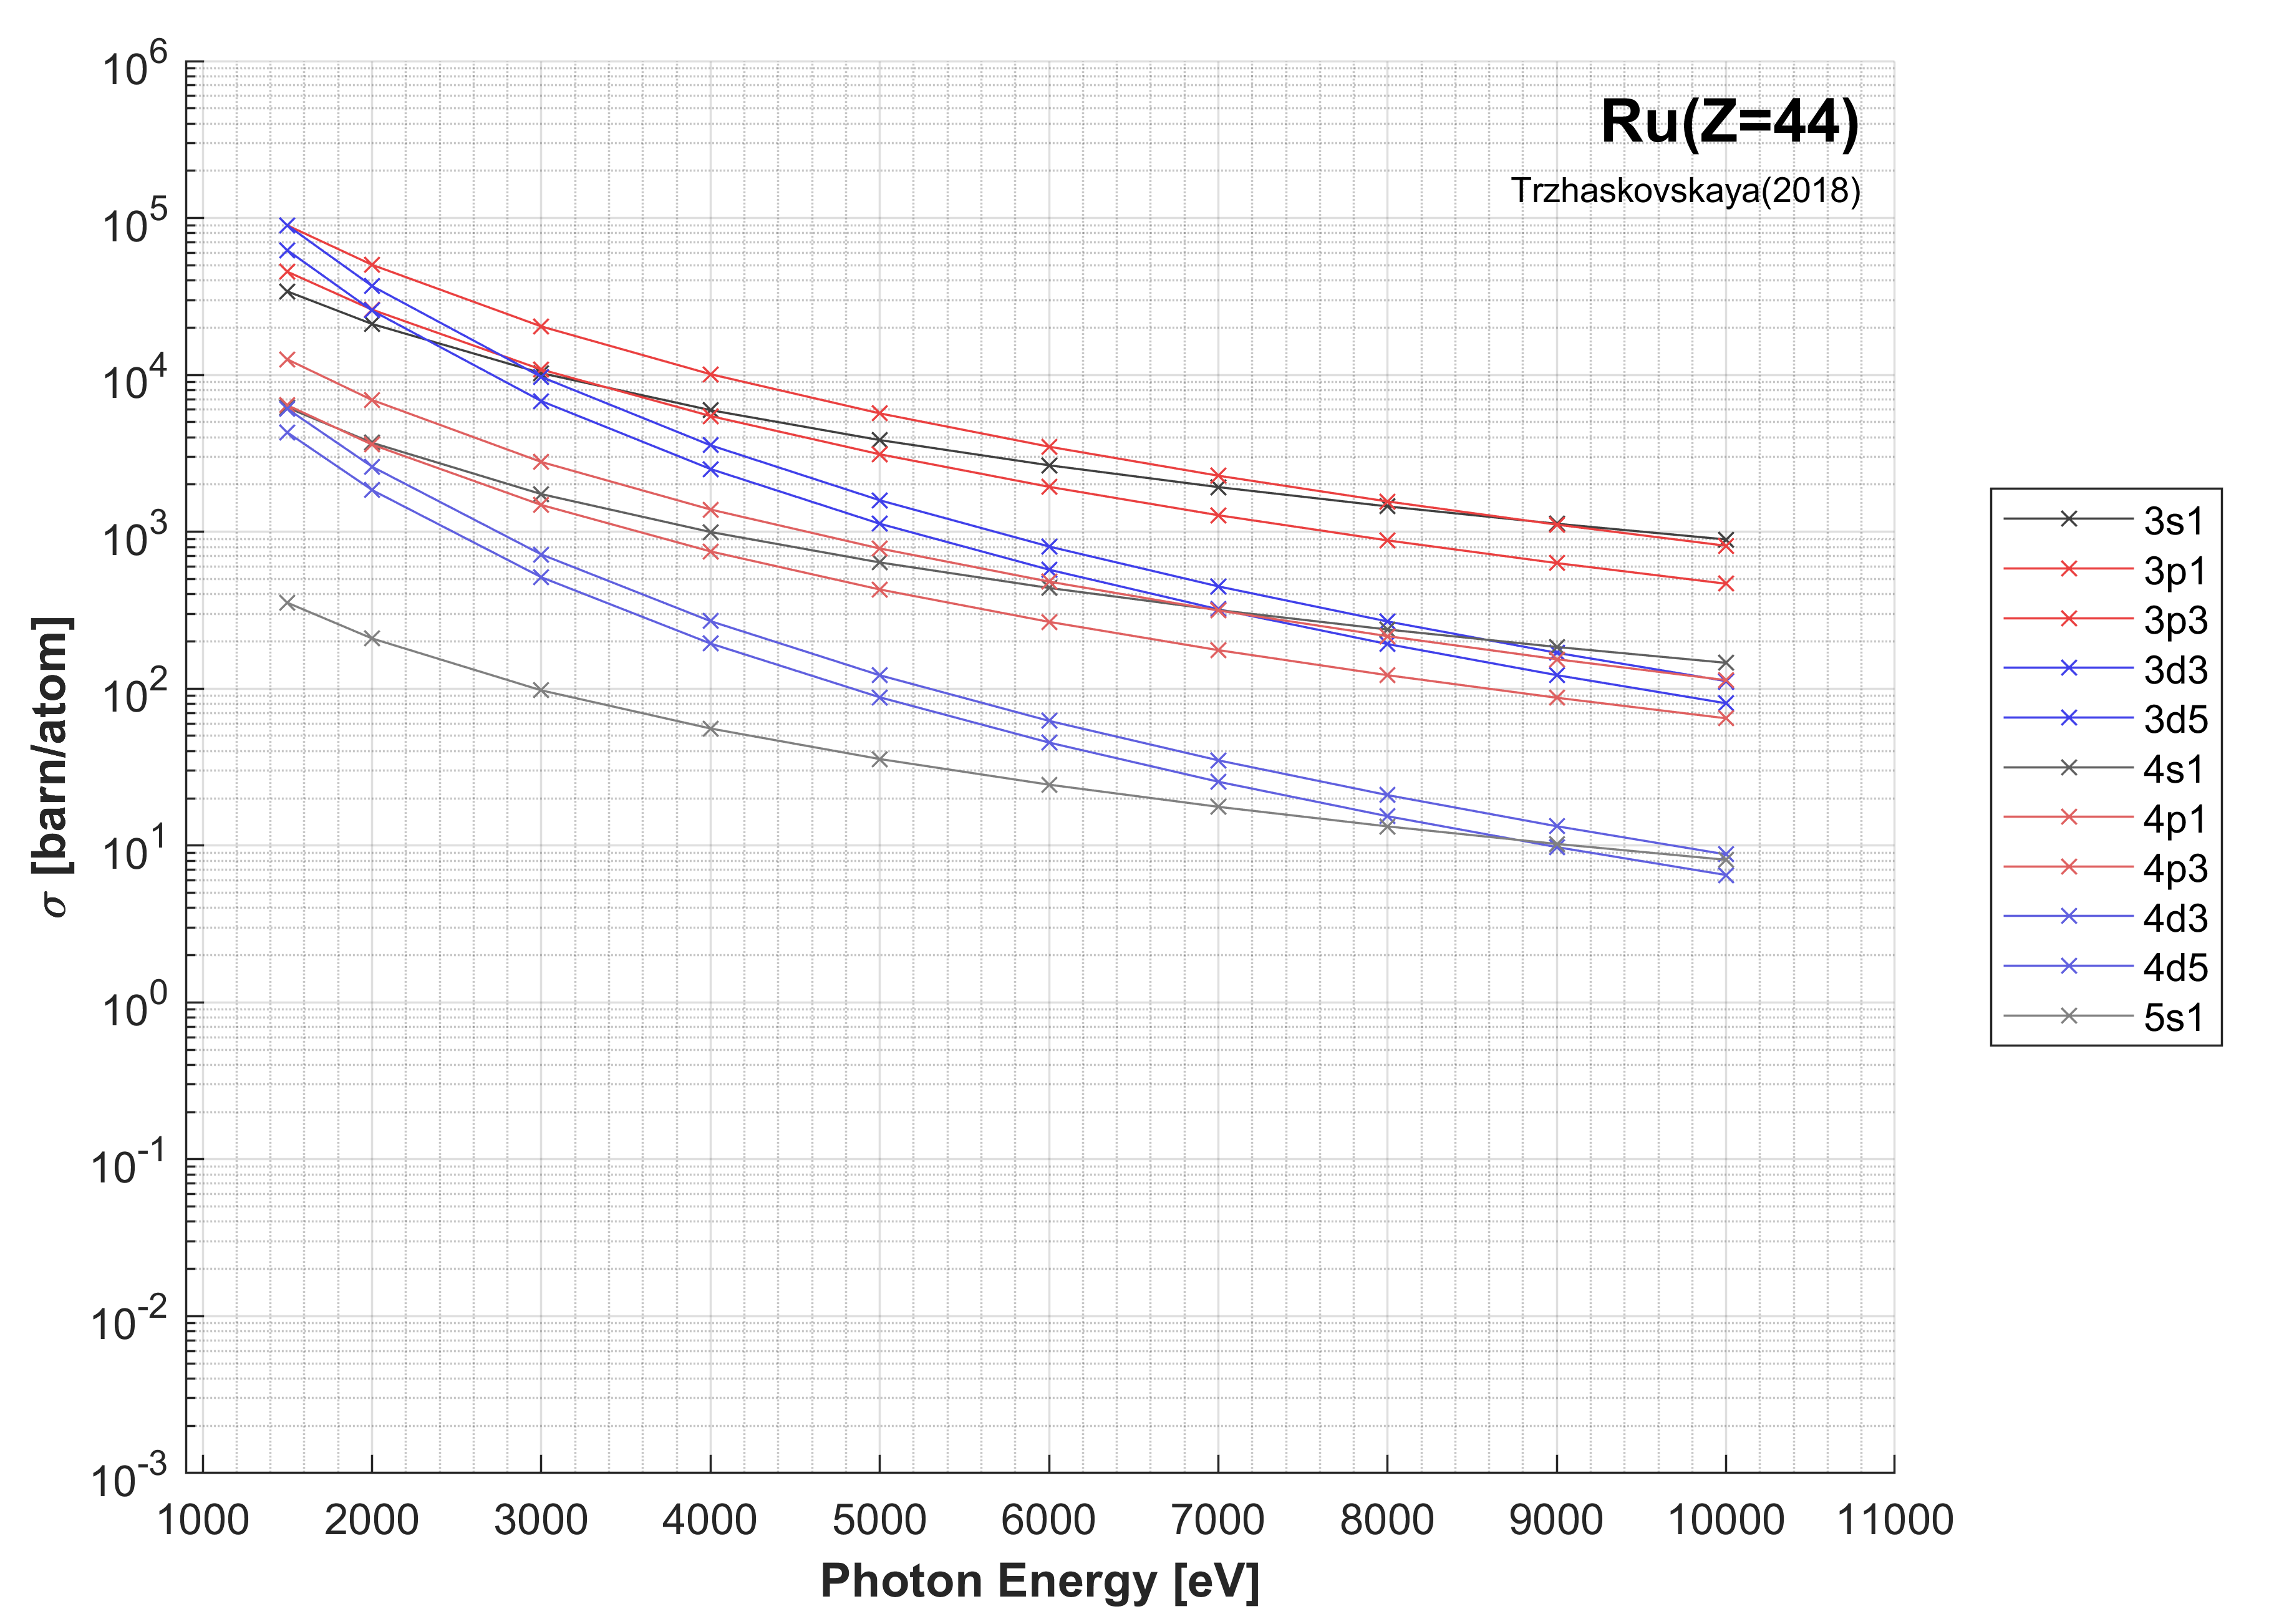 Ru(Z=44)
Trzhaskovskaya(2018)
σ [barn/atom]
10^6
10^5
10^4
10^3
10^2
10^1
10^0
10^-1
10^-2
10^-3
1000 2000 3000 4000 5000 6000 7000 8000 9000 10000 11000
Photon Energy [eV]
3s1
3p1
3p3
3d3
3d5
4s1
4p1
4p3
4d3
4d5
5s1